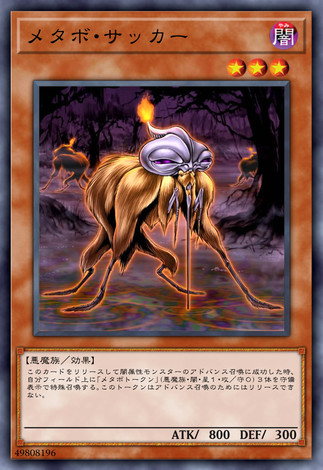 メタボ・サッカー
やみ
闇
【悪魔族／効果】
このカードをリリースして闇属性モンスターのアドバンス召喚に成功した時、
自分フィールド上に「メタボトークン」(悪魔族・闇・星1・攻／守0)3体を守備
表示で特殊召喚する。このトークンはアドバンス召喚のためにはリリースでき
ない。
ATK/ 800 DEF/ 300
49808196